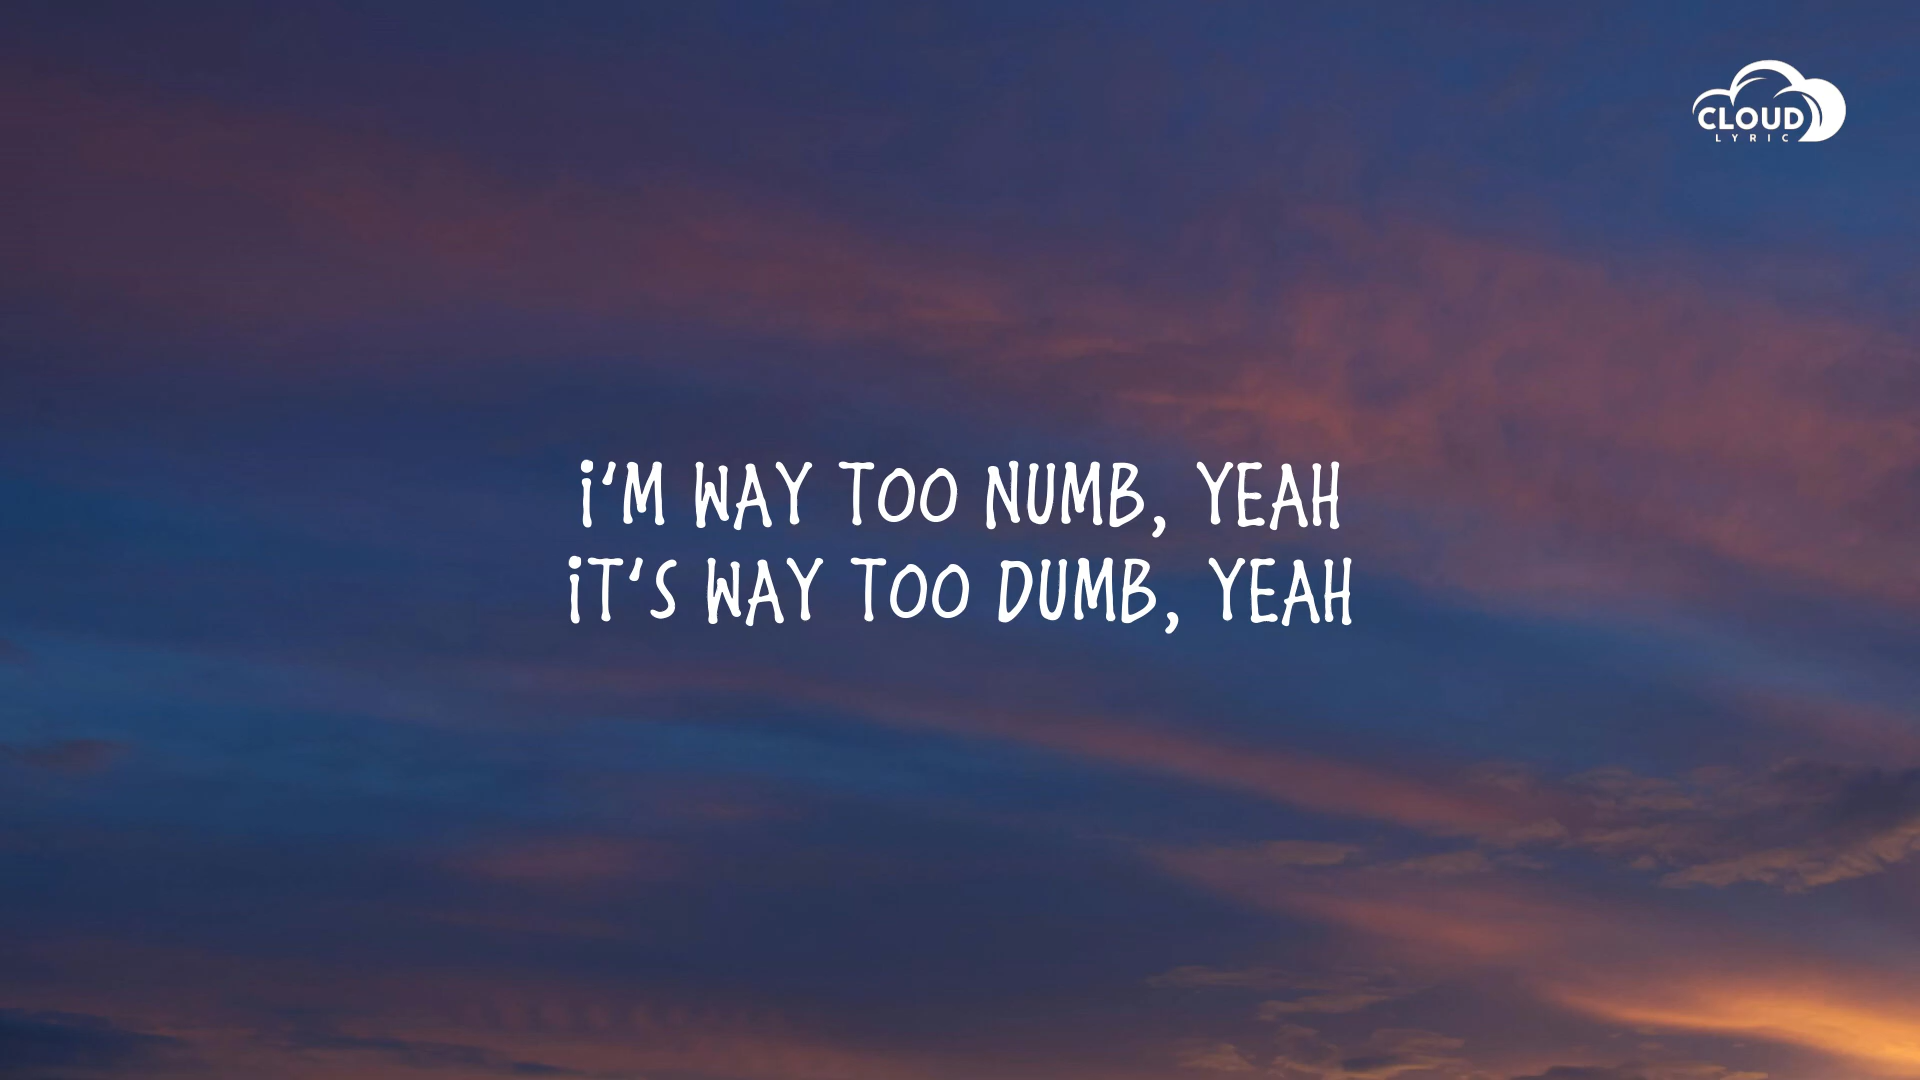 CLOUD
LYRIC
i'M WAY TOO NUMB, YEAH
iT'S WAY TOO DUMB, YEAH